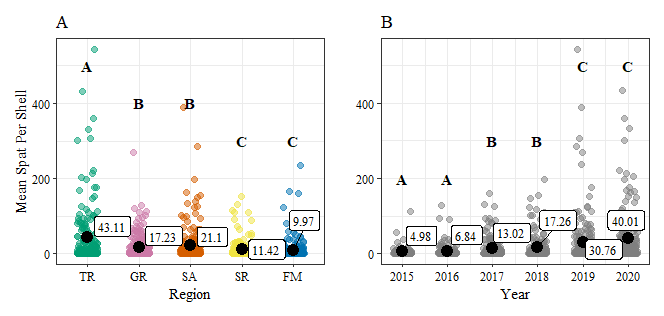 A
B
Mean Spat Per Shell
400
200
0
A
B
B
C
C
43.11
17.23
21.1
11.42
9.97
TR GR SA SR FM
Region
400
200
0
A
A
B
B
C
C
4.98
6.84
13.02
17.26
30.76
40.01
2015 2016 2017 2018 2019 2020
Year